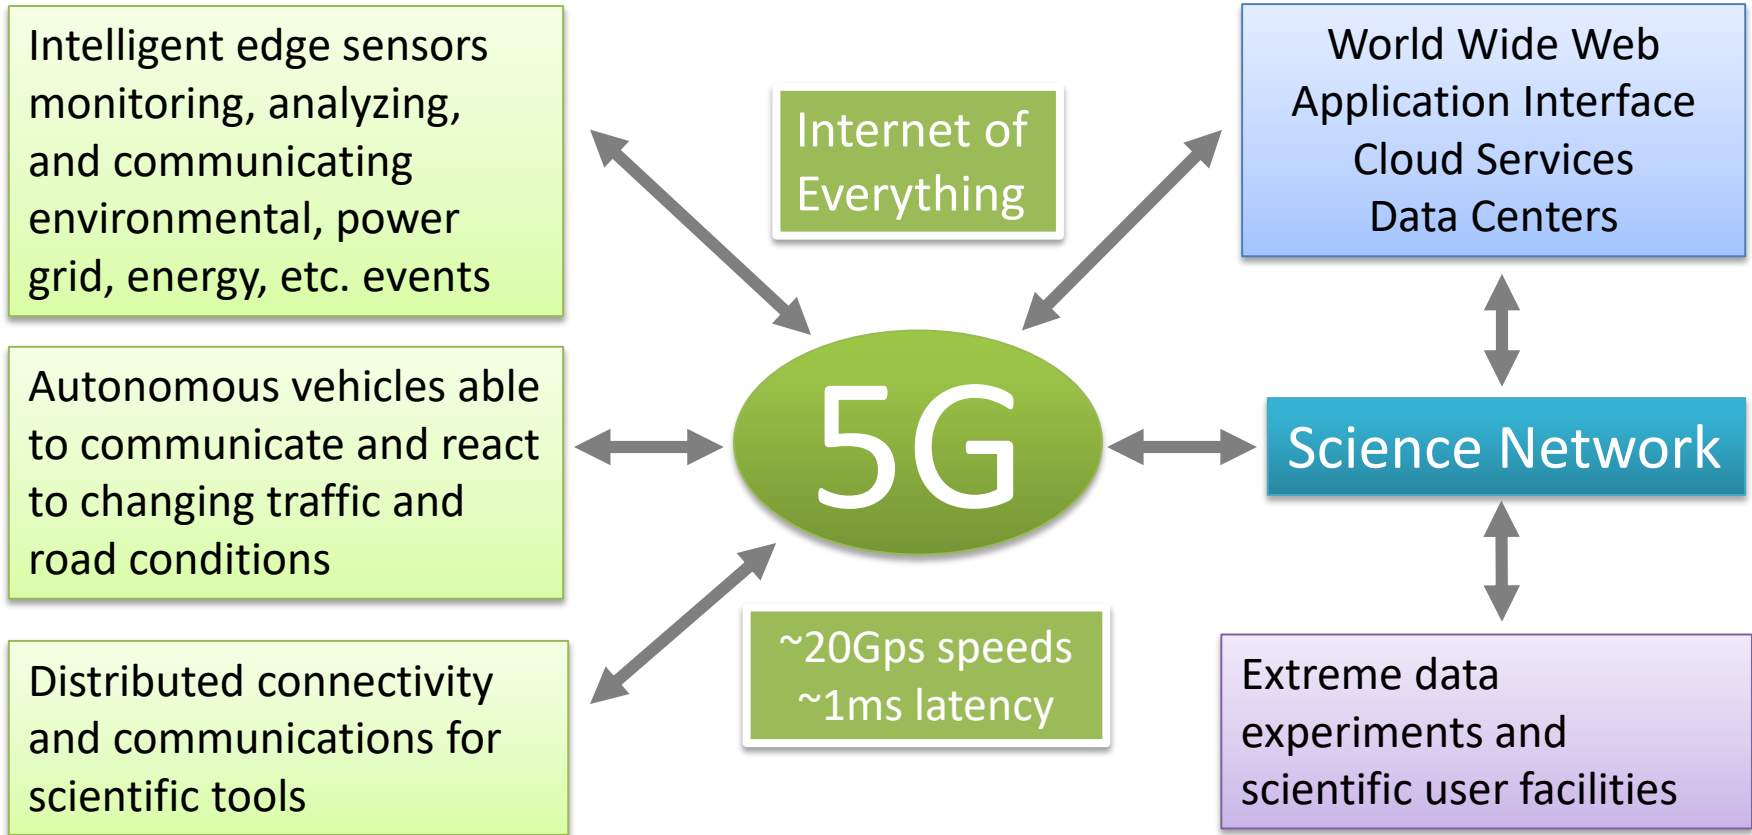 Intelligent edge sensors
monitoring, analyzing,
and communicating
environmental, power
grid, energy, etc. events
Autonomous vehicles able
to communicate and react
to changing traffic and
road conditions
Distributed connectivity
and communications for
scientific tools
Internet of
Everything
5G
~20Gps speeds
~1ms latency
World Wide Web
Application Interface
Cloud Services
Data Centers
Science Network
Extreme data
experiments and
scientific user facilities